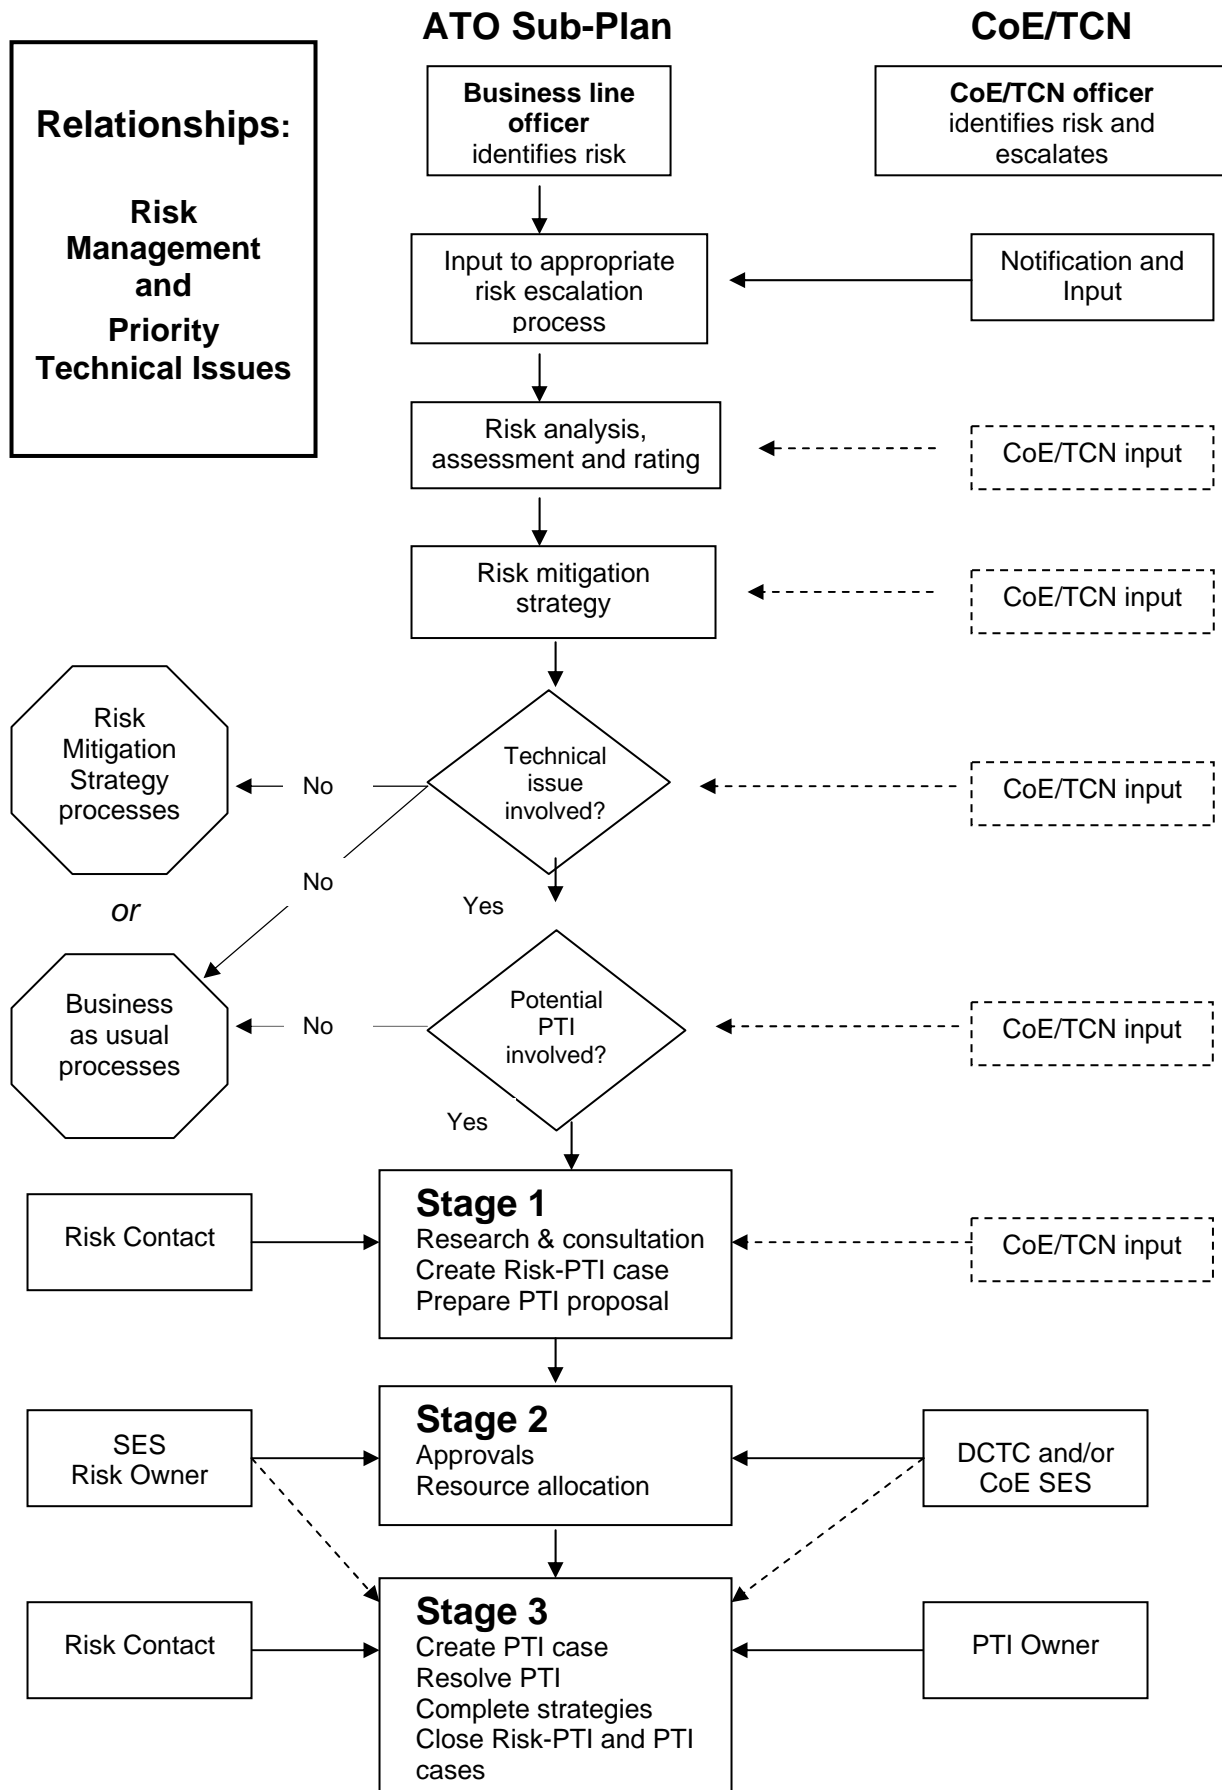 ATO Sub-Plan
CoE/TCN
Relationships:
Risk
Management
and
Priority
Technical Issues
Business line
officer
identifies risk
CoE/TCN officer
identifies risk and
escalates
Input to appropriate
risk escalation
process
Notification and
Input
Risk analysis,
assessment and rating
CoE/TCN input
Risk mitigation
strategy
CoE/TCN input
Risk
Mitigation
Strategy
processes
No
Technical
issue
involved?
CoE/TCN input
No
or
Yes
Business
as usual
processes
No
Potential
PTI
involved?
CoE/TCN input
Yes
Risk Contact
Stage 1
Research & consultation
Create Risk-PTI case
Prepare PTI proposal
CoE/TCN input
SES
Risk Owner
Stage 2
Approvals
Resource allocation
DCTC and/or
CoE SES
Risk Contact
Stage 3
Create PTI case
Resolve PTI
Complete strategies
Close Risk-PTI and PTI
cases
PTI Owner